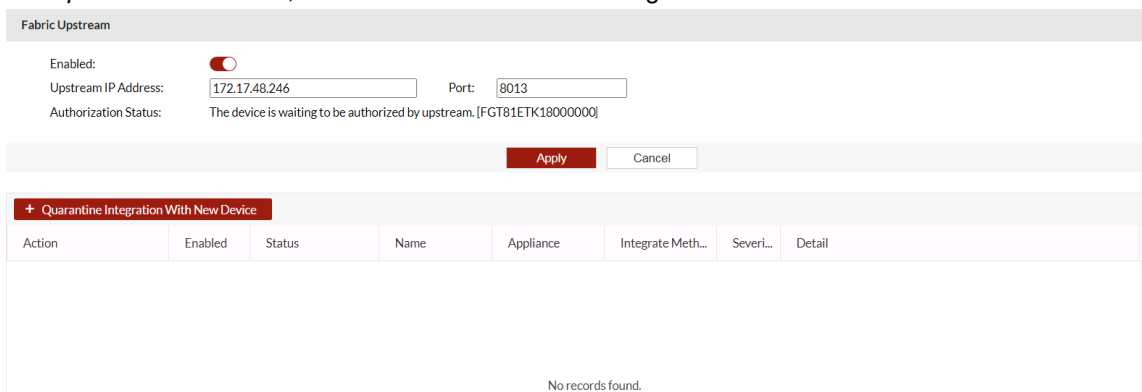 Fabric Upstream
Enabled:
Upstream IP Address: 172.17.48.246 Port: 8013
Authorization Status: The device is waiting to be authorized by upstream. [FGT81ETK18000000]
Apply Cancel
+ Quarantine Integration With New Device
Action Enabled Status Name Appliance Integrate Meth... Severi... Detail
No records found.